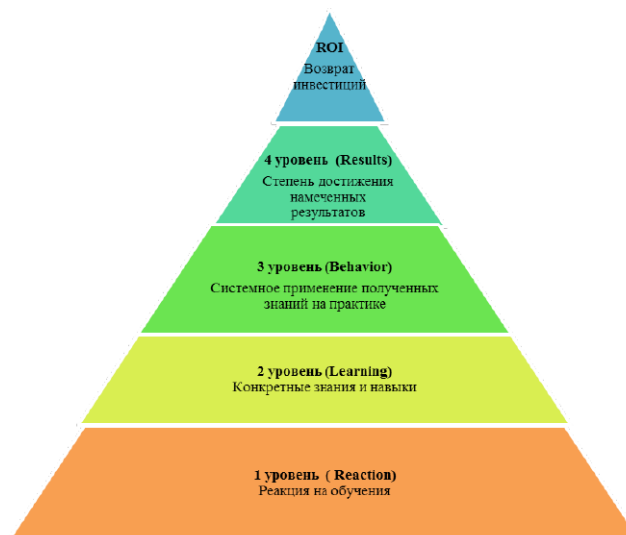 ROI
Возврат
инвестиций
4 уровень (Results)
Степень достижения
намеченных
результатов
3 уровень (Behavior)
Системное применение полученных
знаний на практике
2 уровень (Learning)
Конкретные знания и навыки
1 уровень ( Reaction)
Реакция на обучения